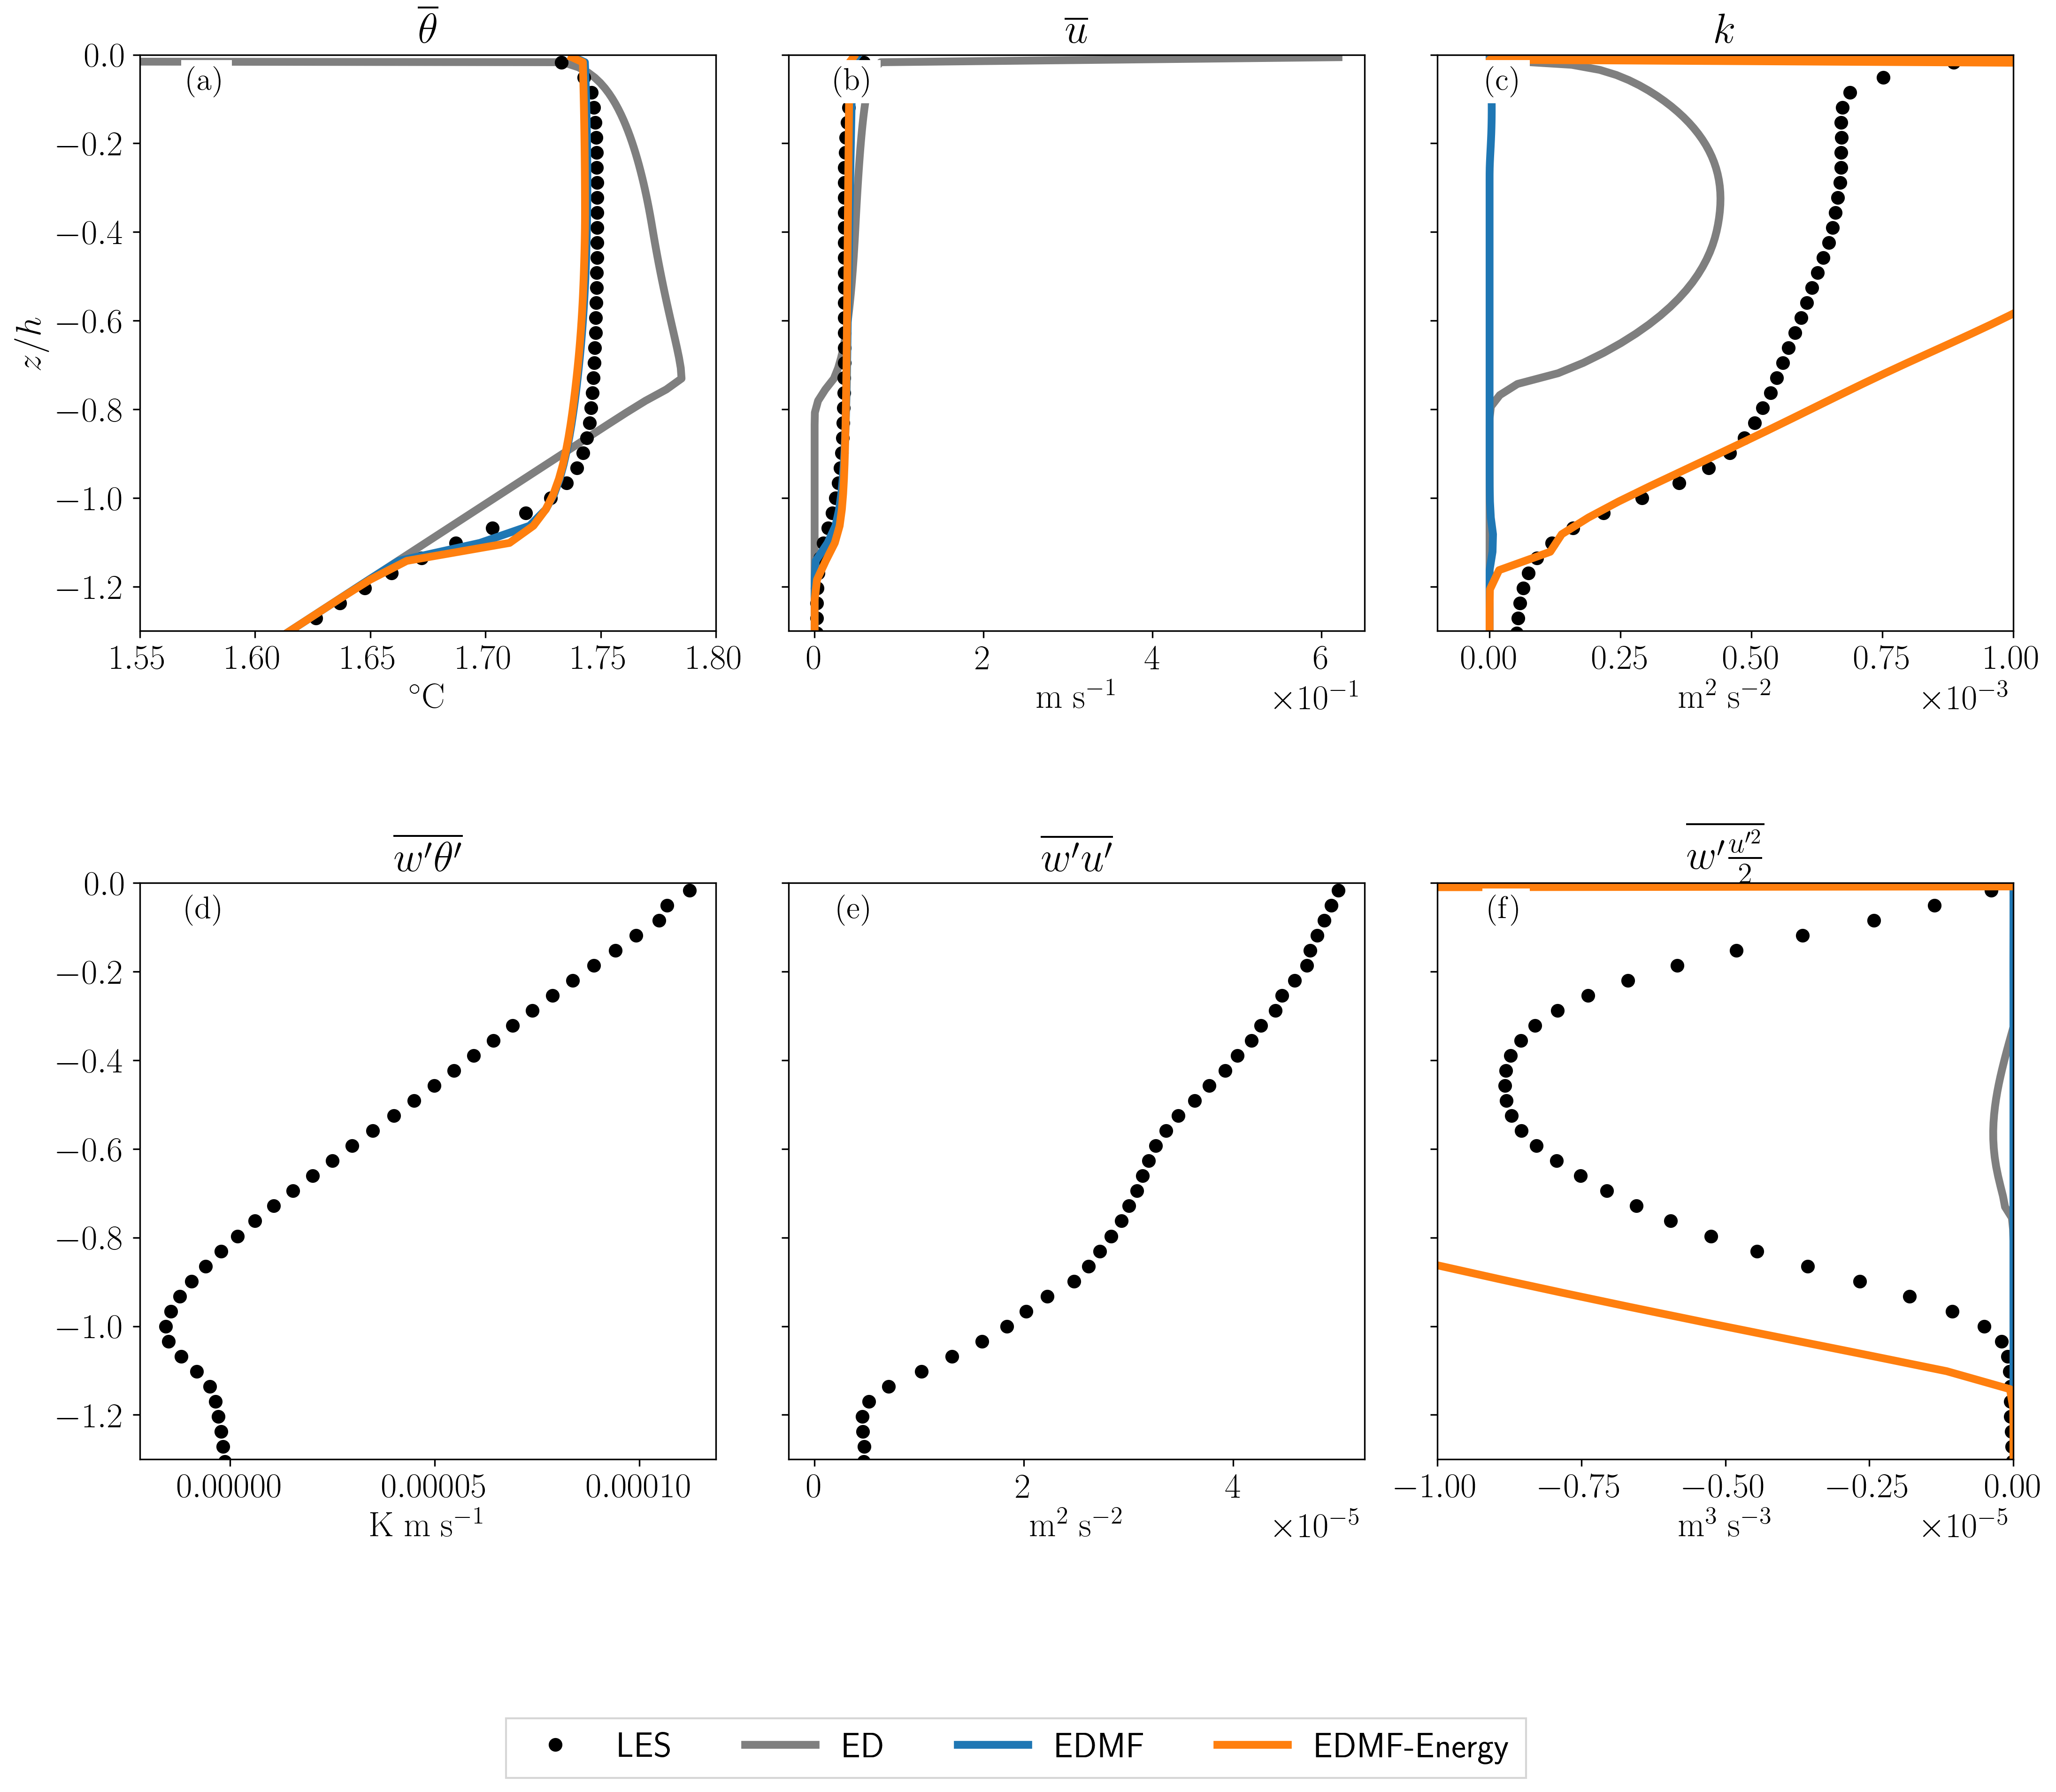 θ̅ u̅ k
(a) (b) (c)
z/h
0.0
−0.2
−0.4
−0.6
−0.8
−1.0
−1.2
1.55 1.60 1.65 1.70 1.75 1.80 0 2 4 6 0.00 0.25 0.50 0.75 1.00
°C m s⁻¹ ×10⁻¹ m² s⁻² ×10⁻³
w′θ′ w′u′ w′u′²/2
(d) (e) (f)
0.0
−0.2
−0.4
−0.6
−0.8
−1.0
−1.2
0.00000 0.00005 0.00010 0 2 4 −1.00 −0.75 −0.50 −0.25 0.00
K m s⁻¹ m² s⁻² ×10⁻⁵ m³ s⁻³ ×10⁻⁵
LES ED EDMF EDMF-Energy